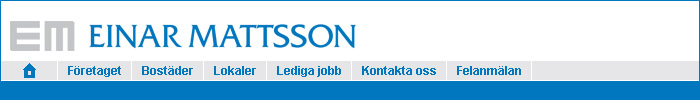 EM EINAR MATTSSON
Företaget Bostäder Lokaler Lediga jobb Kontakta oss Felanmälan